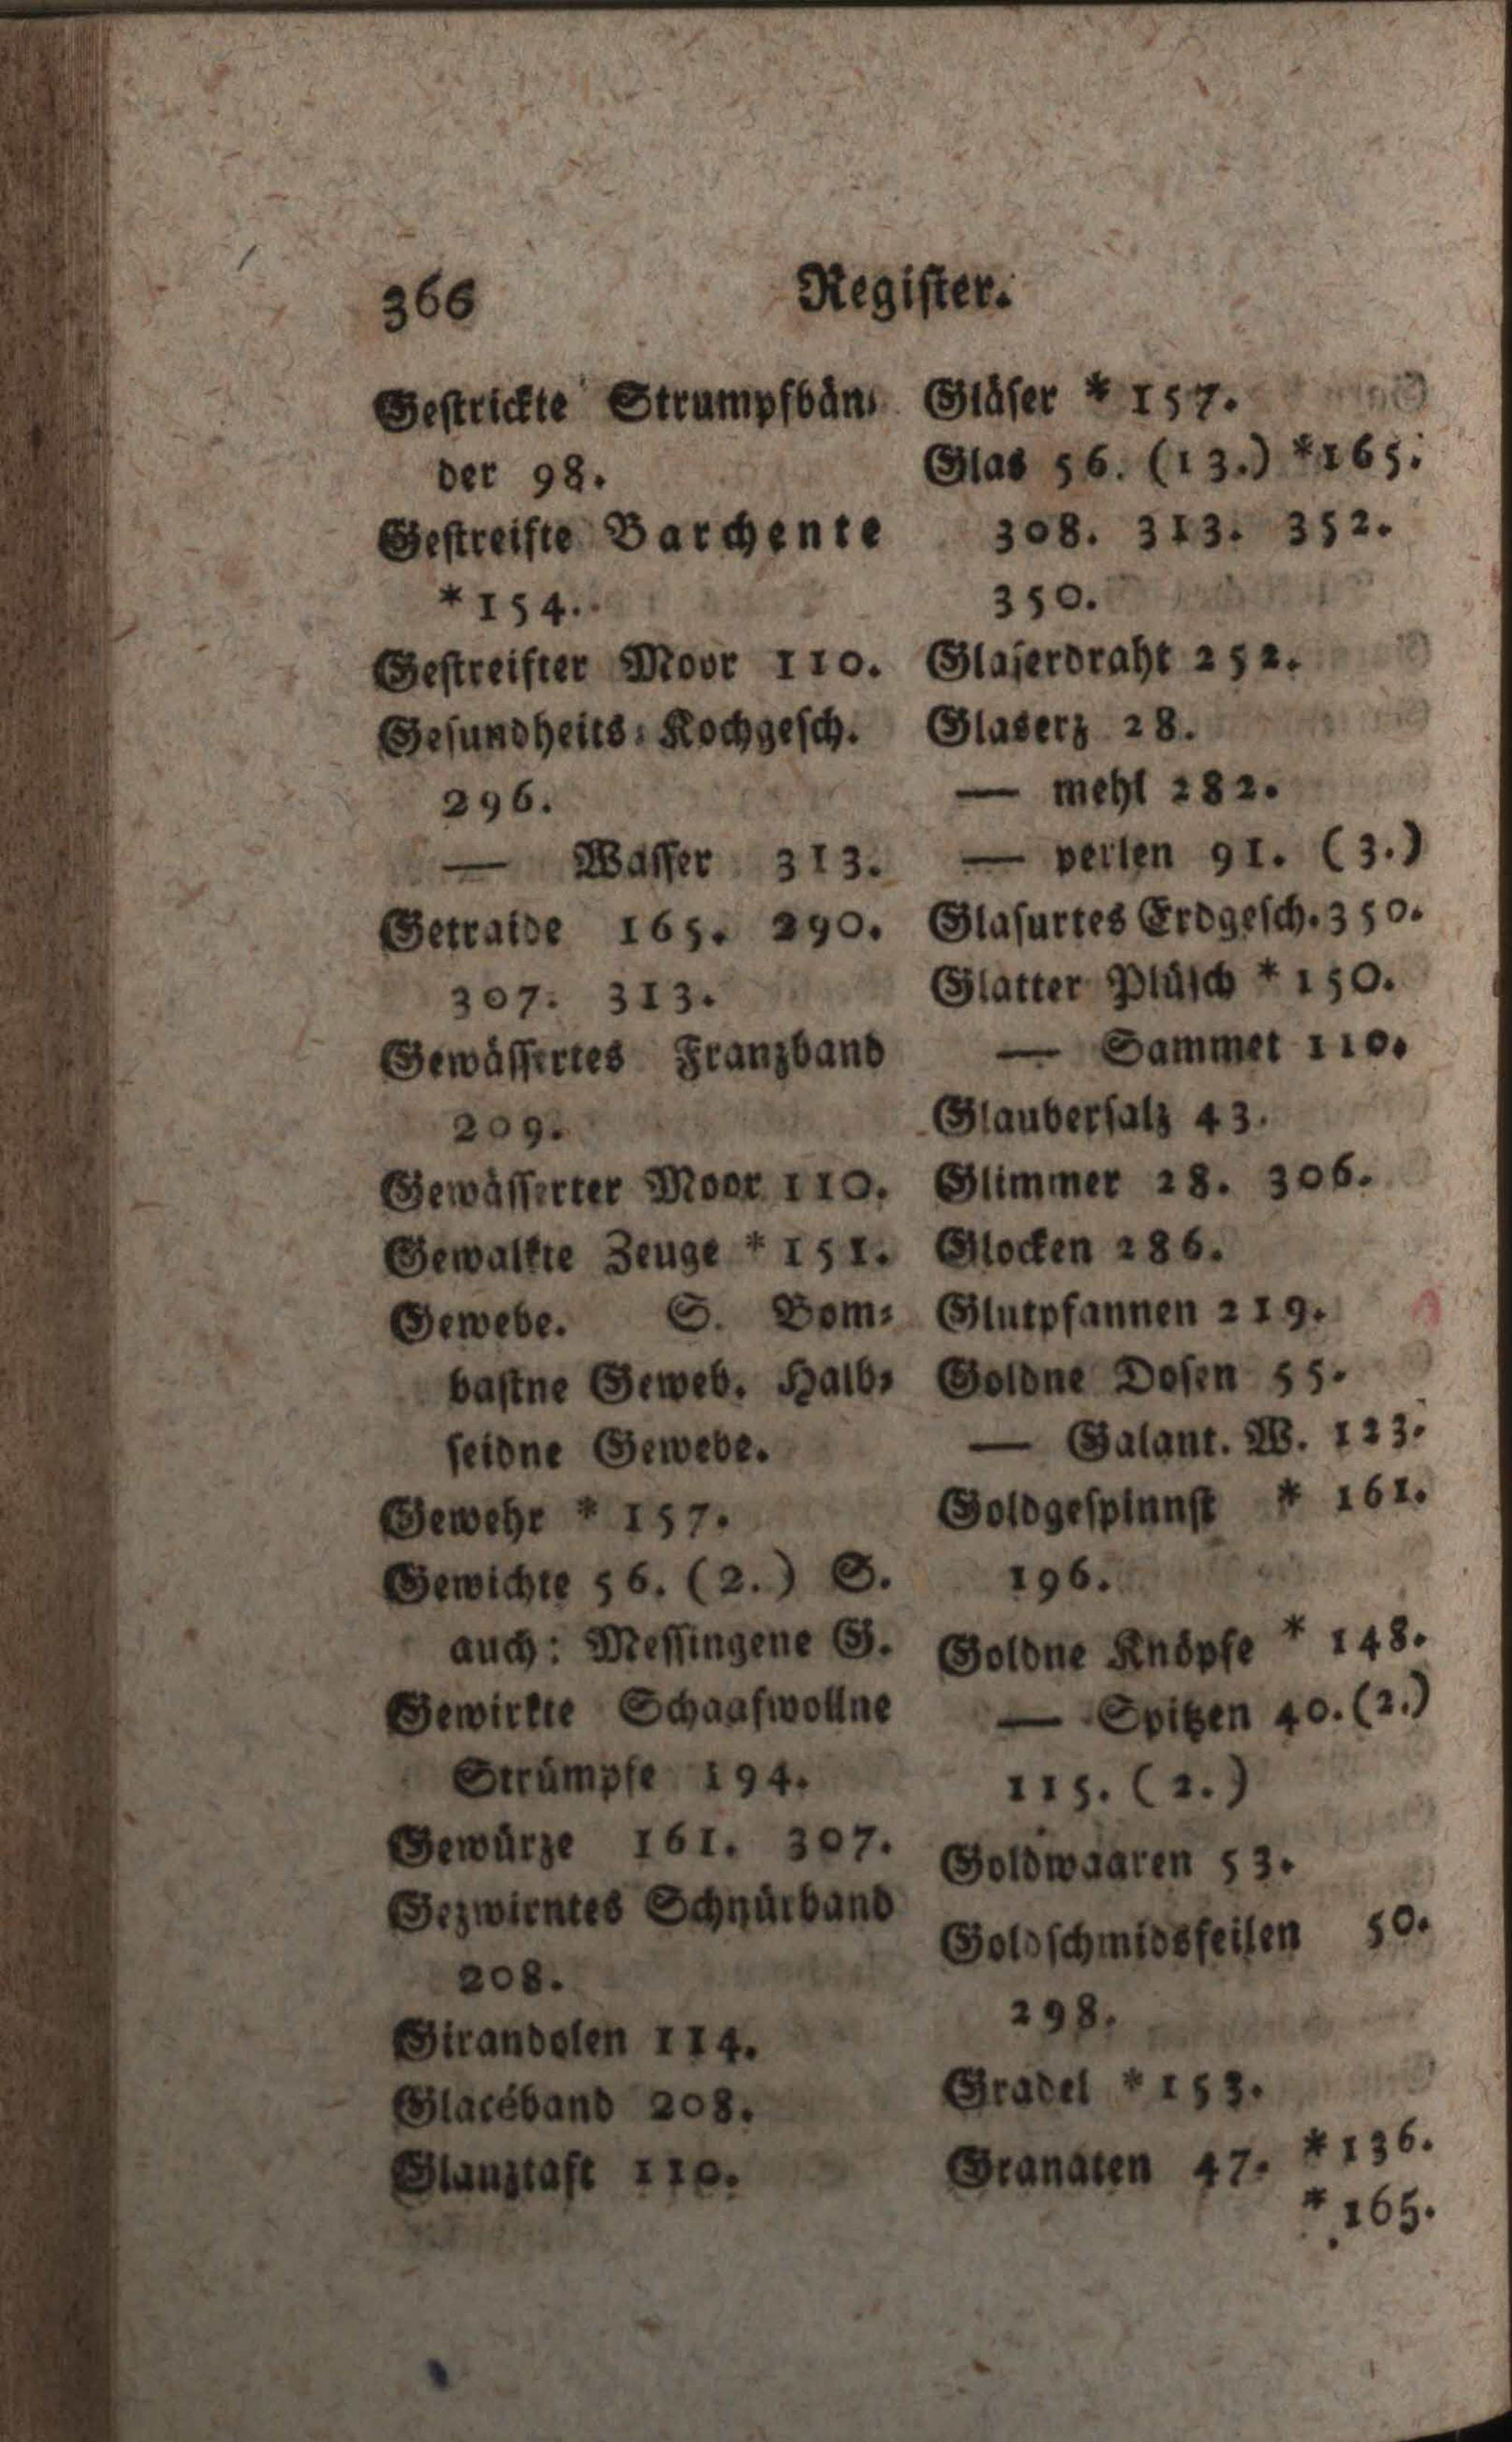 366 Register.
Gestrickte Strumpfbän-
der 98.
Gestreifte Barchente
*154.
Gestreifter Moor 110.
Gesundheits-Kochgesch.
296.
— Wasser 313.
Getraide 165. 290.
307. 313.
Gewässertes Franzband
209.
Gewässerter Moor 110.
Gewalkte Zeuge *151.
Gewebe. S. Bom-
bastne Geweb. Halb-
seidne Gewebe.
Gewehr * 157.
Gewichte 56. (2.) S.
auch: Messingene G.
Gewirkte Schaafwollne
Strümpfe 194.
Gewürze 161. 307.
Gezwirntes Schnürband
208.
Girandolen 114.
Glacéband 208.
Glanztaft 110.
Gläser * 157.
Glas 56. (13.) *165.
308. 313. 352.
350.
Glaserdraht 252.
Glaserz 28.
— mehl 282.
— perlen 91. (3.)
Glasurtes Erdgesch. 350.
Glatter Plüsch * 150.
— Sammet 110.
Glaubersalz 43.
Glimmer 28. 306.
Glocken 286.
Glutpfannen 219.
Goldne Dosen 55.
— Galant. W. 123.
Goldgespinnst * 161.
196.
Goldne Knöpfe * 148.
— Spitzen 40. (2.)
115. (2.)
Goldwaaren 53.
Goldschmidsfeilen 50.
298.
Gradel *153.
Granaten 47. *136.
*165.